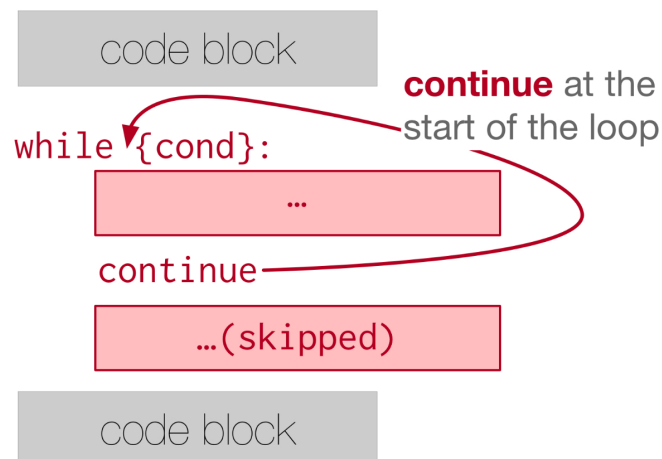 code block
continue at the
start of the loop
while {cond}:
…
continue
…(skipped)
code block